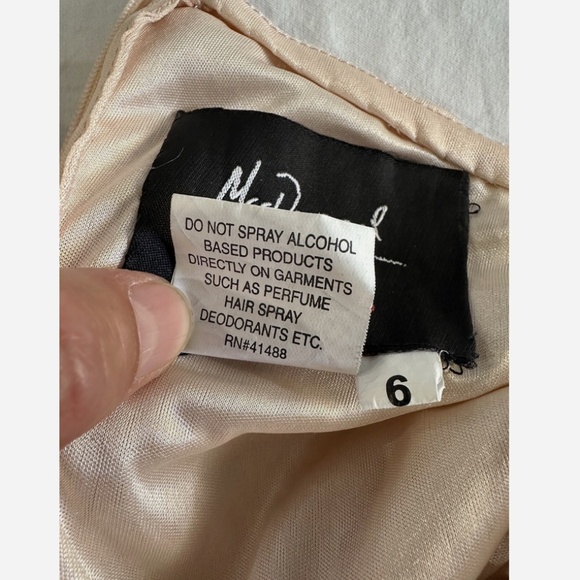 DO NOT SPRAY ALCOHOL
BASED PRODUCTS
DIRECTLY ON GARMENTS
SUCH AS PERFUME
HAIR SPRAY
DEODORANTS ETC.
RN#41488
6